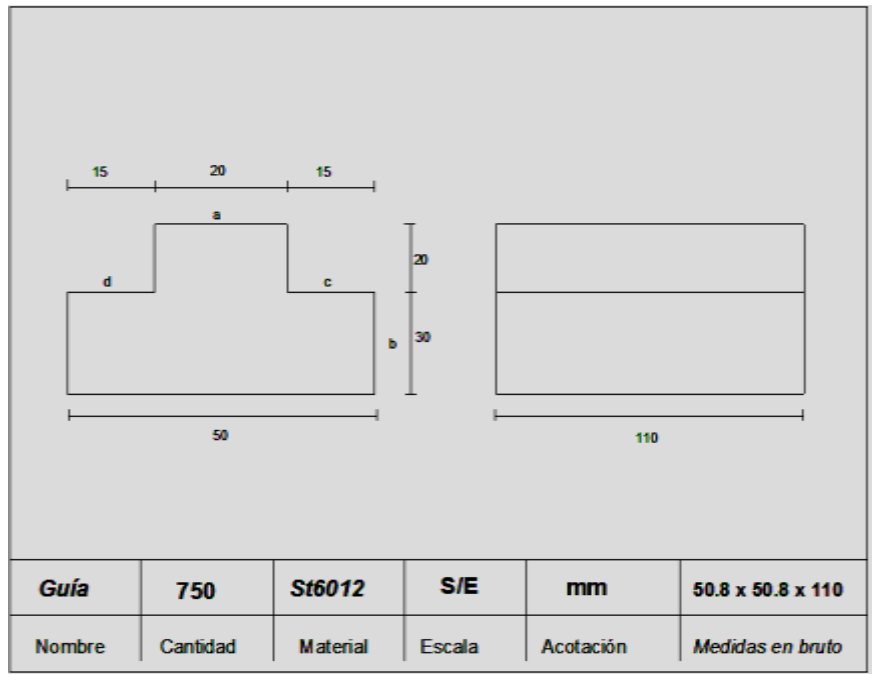 15 20 15
a
20
d c
b 30
50
110
Guía 750 St6012 S/E mm 50.8 x 50.8 x 110
Nombre Cantidad Material Escala Acotación Medidas en bruto